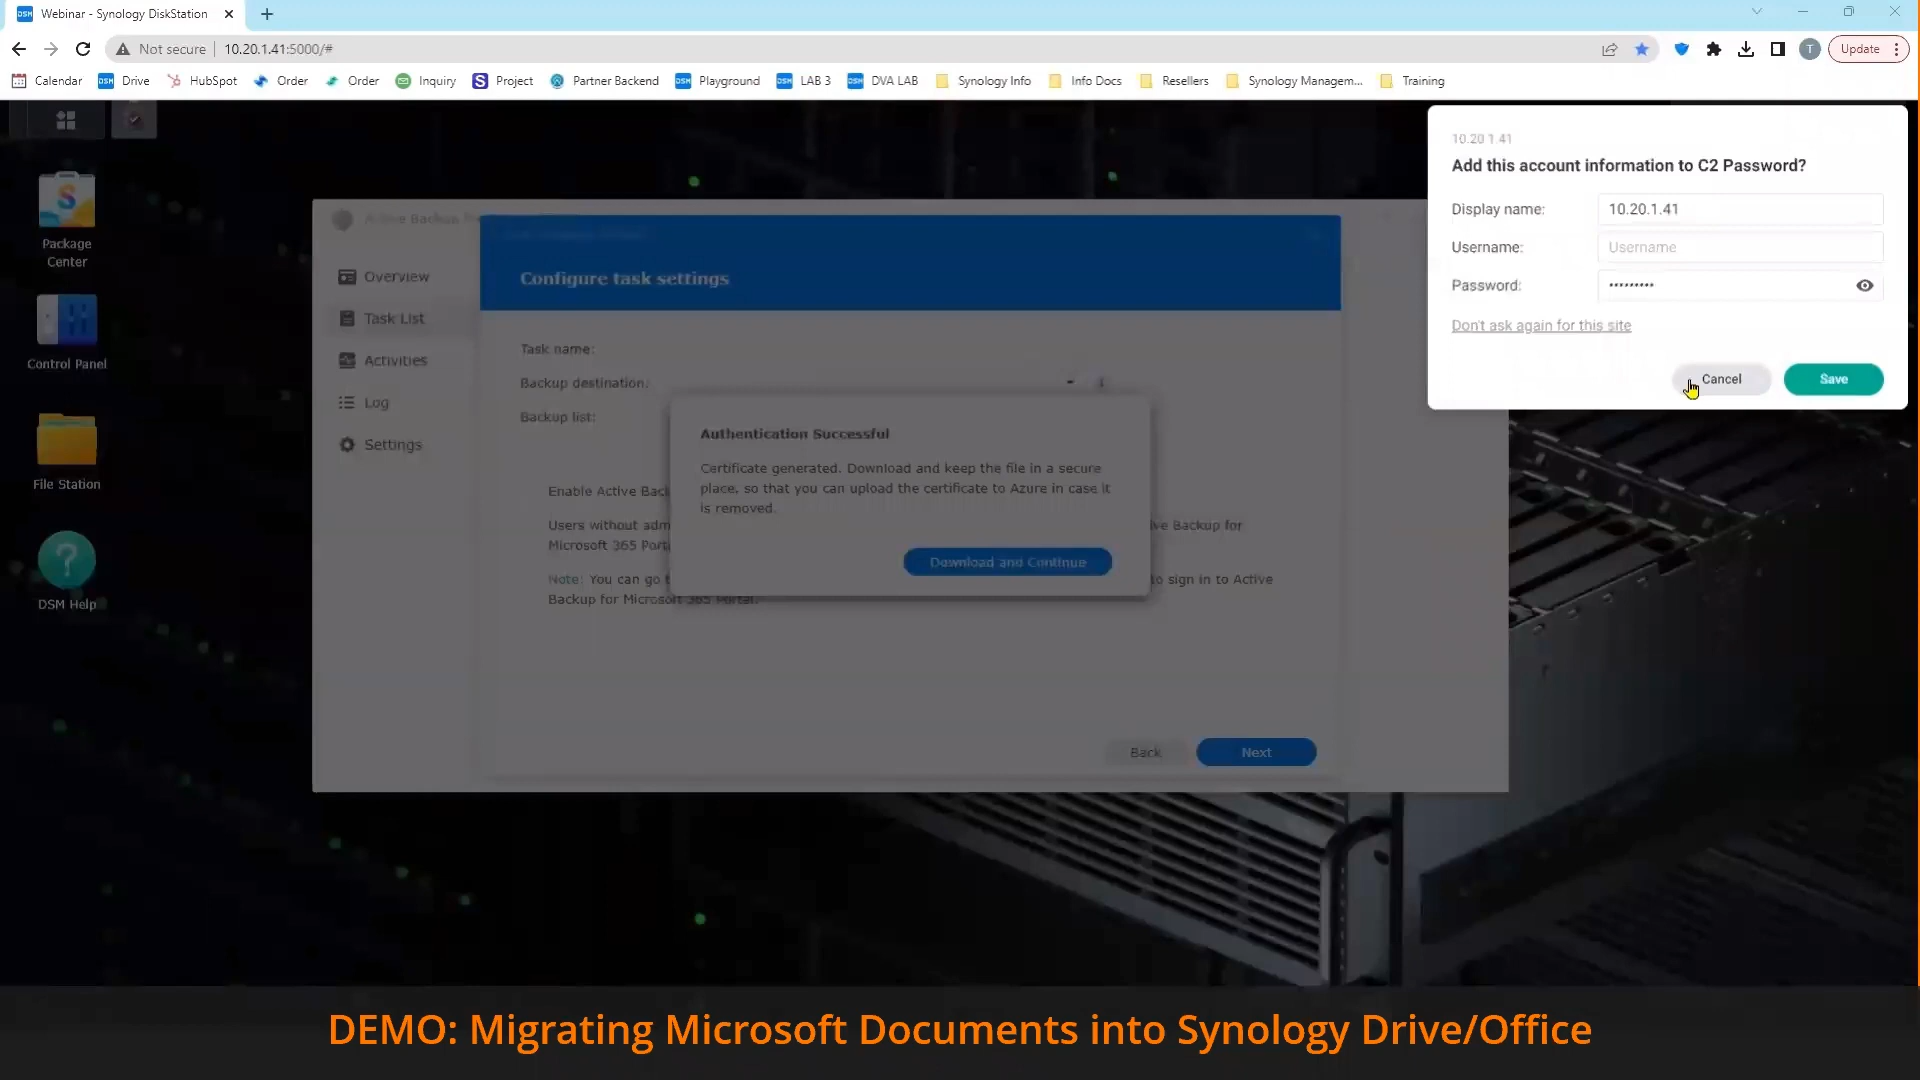 Webinar - Synology DiskStation
Not secure
10.20.1.41:5000/#
T
Update
Calendar
DSM
Drive
HubSpot
Order
Order
Inquiry
S
Project
Partner Backend
DSM
Playground
DSM
LAB 3
DSM
DVA LAB
Synology Info
Info Docs
Resellers
Synology Managem...
Training
10.20.1.41
Add this account information to C2 Password?
Display name:
10.20.1.41
Username:
Username
Password:
•••••••••
Don't ask again for this site
Cancel
Save
Package
Center
Control Panel
File Station
DSM Help
Active Backup
Overview
Task List
Activities
Log
Settings
Configure task settings
Task name:
Backup destination:
Backup list:
Enable Active Bac
Users without adm
ive Backup for
Microsoft 365 Port
Note: You can go t
to sign in to Active
Backup for Microsoft 365 Portal.
Authentication Successful
Certificate generated. Download and keep the file in a secure
place, so that you can upload the certificate to Azure in case it
is removed.
Download and Continue
Back
Next
DEMO: Migrating Microsoft Documents into Synology Drive/Office